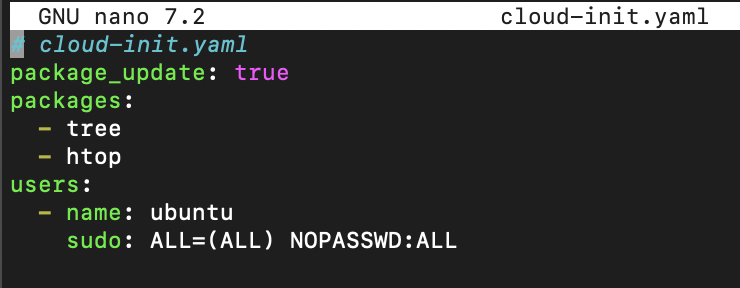 GNU nano 7.2 cloud-init.yaml
# cloud-init.yaml
package_update: true
packages:
  - tree
  - htop
users:
  - name: ubuntu
    sudo: ALL=(ALL) NOPASSWD:ALL